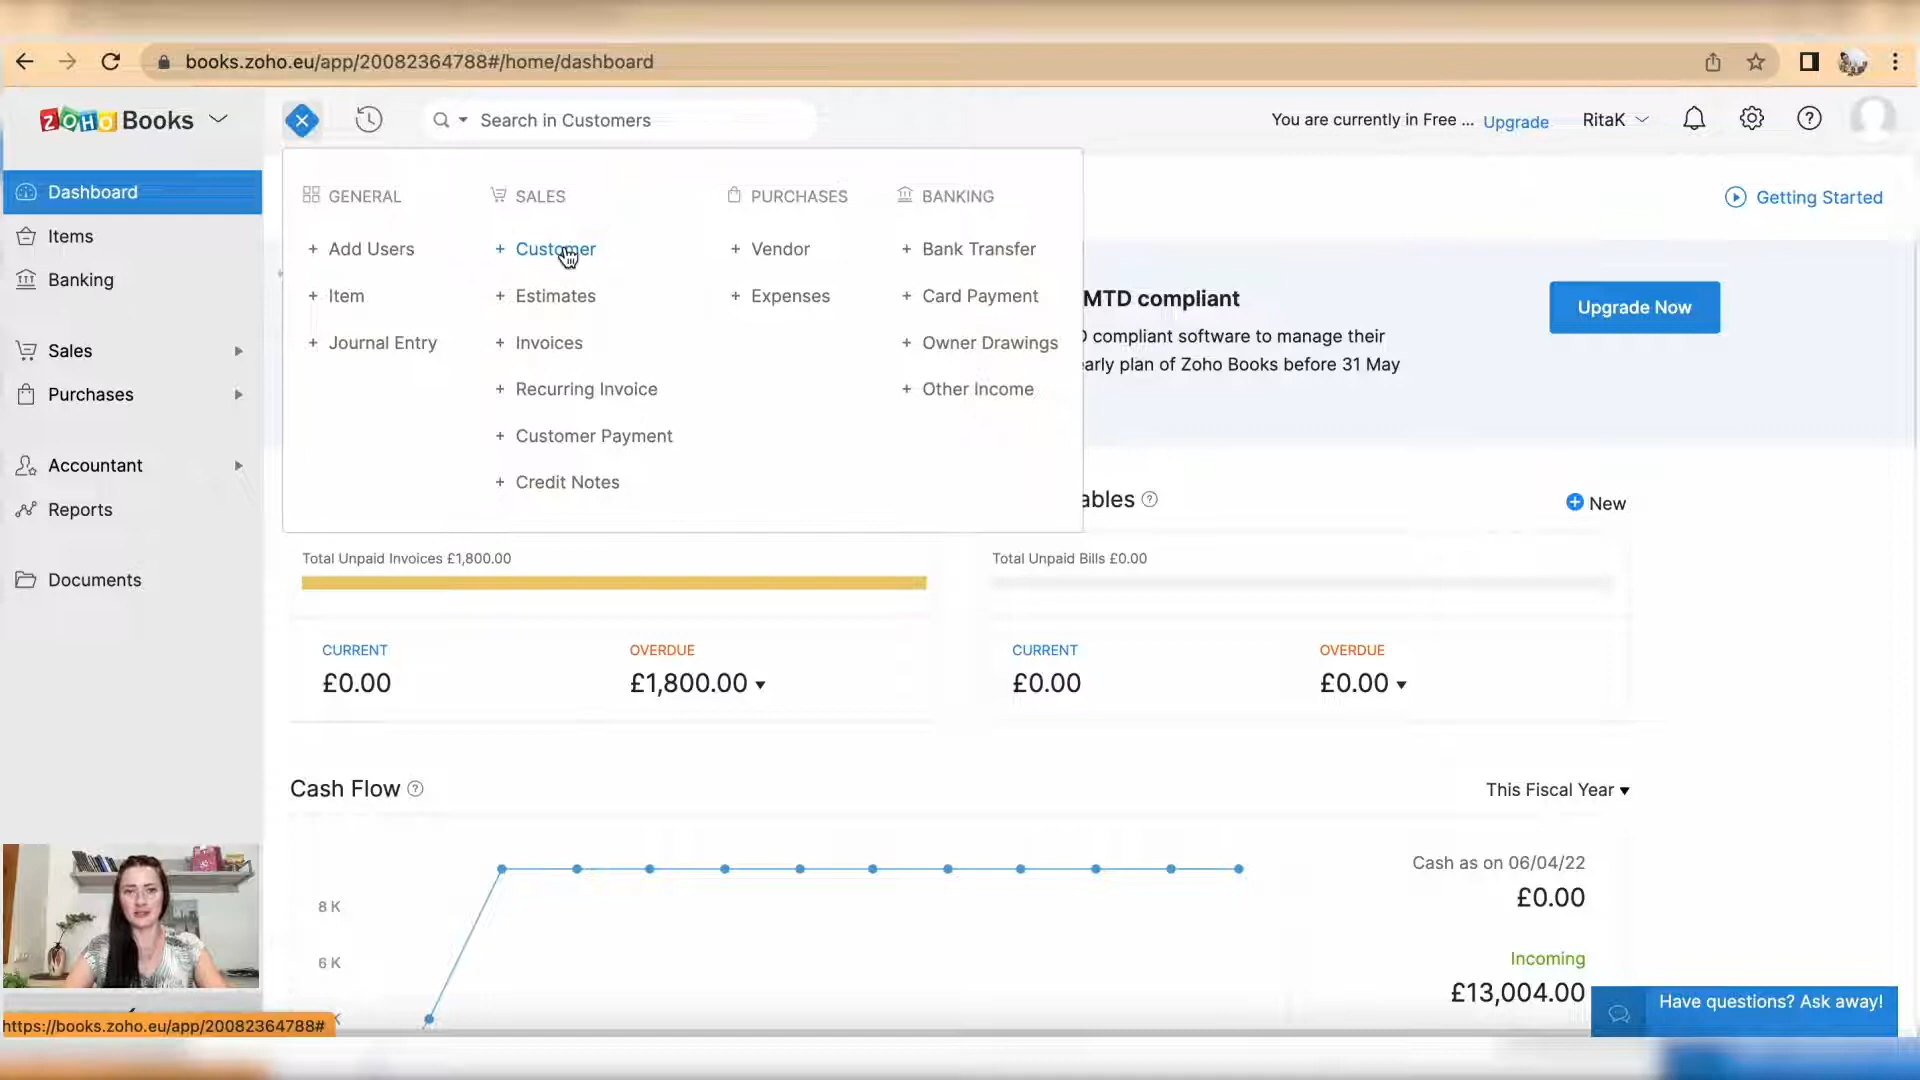 books.zoho.eu/app/20082364788#/home/dashboard
ZOHO Books
Search in Customers
You are currently in Free ... Upgrade
RitaK
Dashboard
Items
Banking
Sales
Purchases
Accountant
Reports
Documents
GENERAL
+ Add Users
+ Item
+ Journal Entry
SALES
+ Customer
+ Estimates
+ Invoices
+ Recurring Invoice
+ Customer Payment
+ Credit Notes
PURCHASES
+ Vendor
+ Expenses
BANKING
+ Bank Transfer
+ Card Payment
+ Owner Drawings
+ Other Income
Getting Started
MTD compliant
compliant software to manage their
early plan of Zoho Books before 31 May
Upgrade Now
ables
New
Total Unpaid Invoices £1,800.00
CURRENT
£0.00
OVERDUE
£1,800.00
Total Unpaid Bills £0.00
CURRENT
£0.00
OVERDUE
£0.00
Cash Flow
This Fiscal Year
8 K
6 K
Cash as on 06/04/22
£0.00
Incoming
£13,004.00
Have questions? Ask away!
https://books.zoho.eu/app/20082364788#